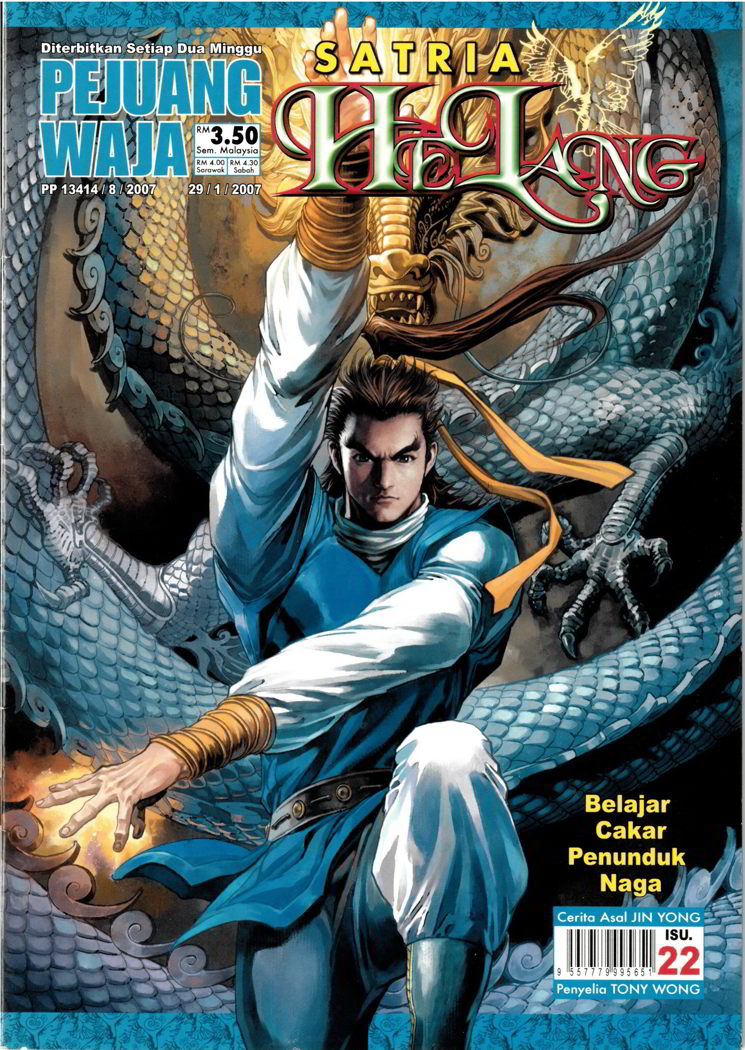 Diterbitkan Setiap Dua Minggu
PEJUANG
WAJA
RM 3.50
Sem. Malaysia
RM 4.00 RM 4.30
Sarawak Sabah
PP 13414 / 8 / 2007 29 / 1 / 2007
SATRIA
HELANG
Belajar
Cakar
Penunduk
Naga
Cerita Asal JIN YONG
ISU.
22
9 557779 995651
Penyelia TONY WONG